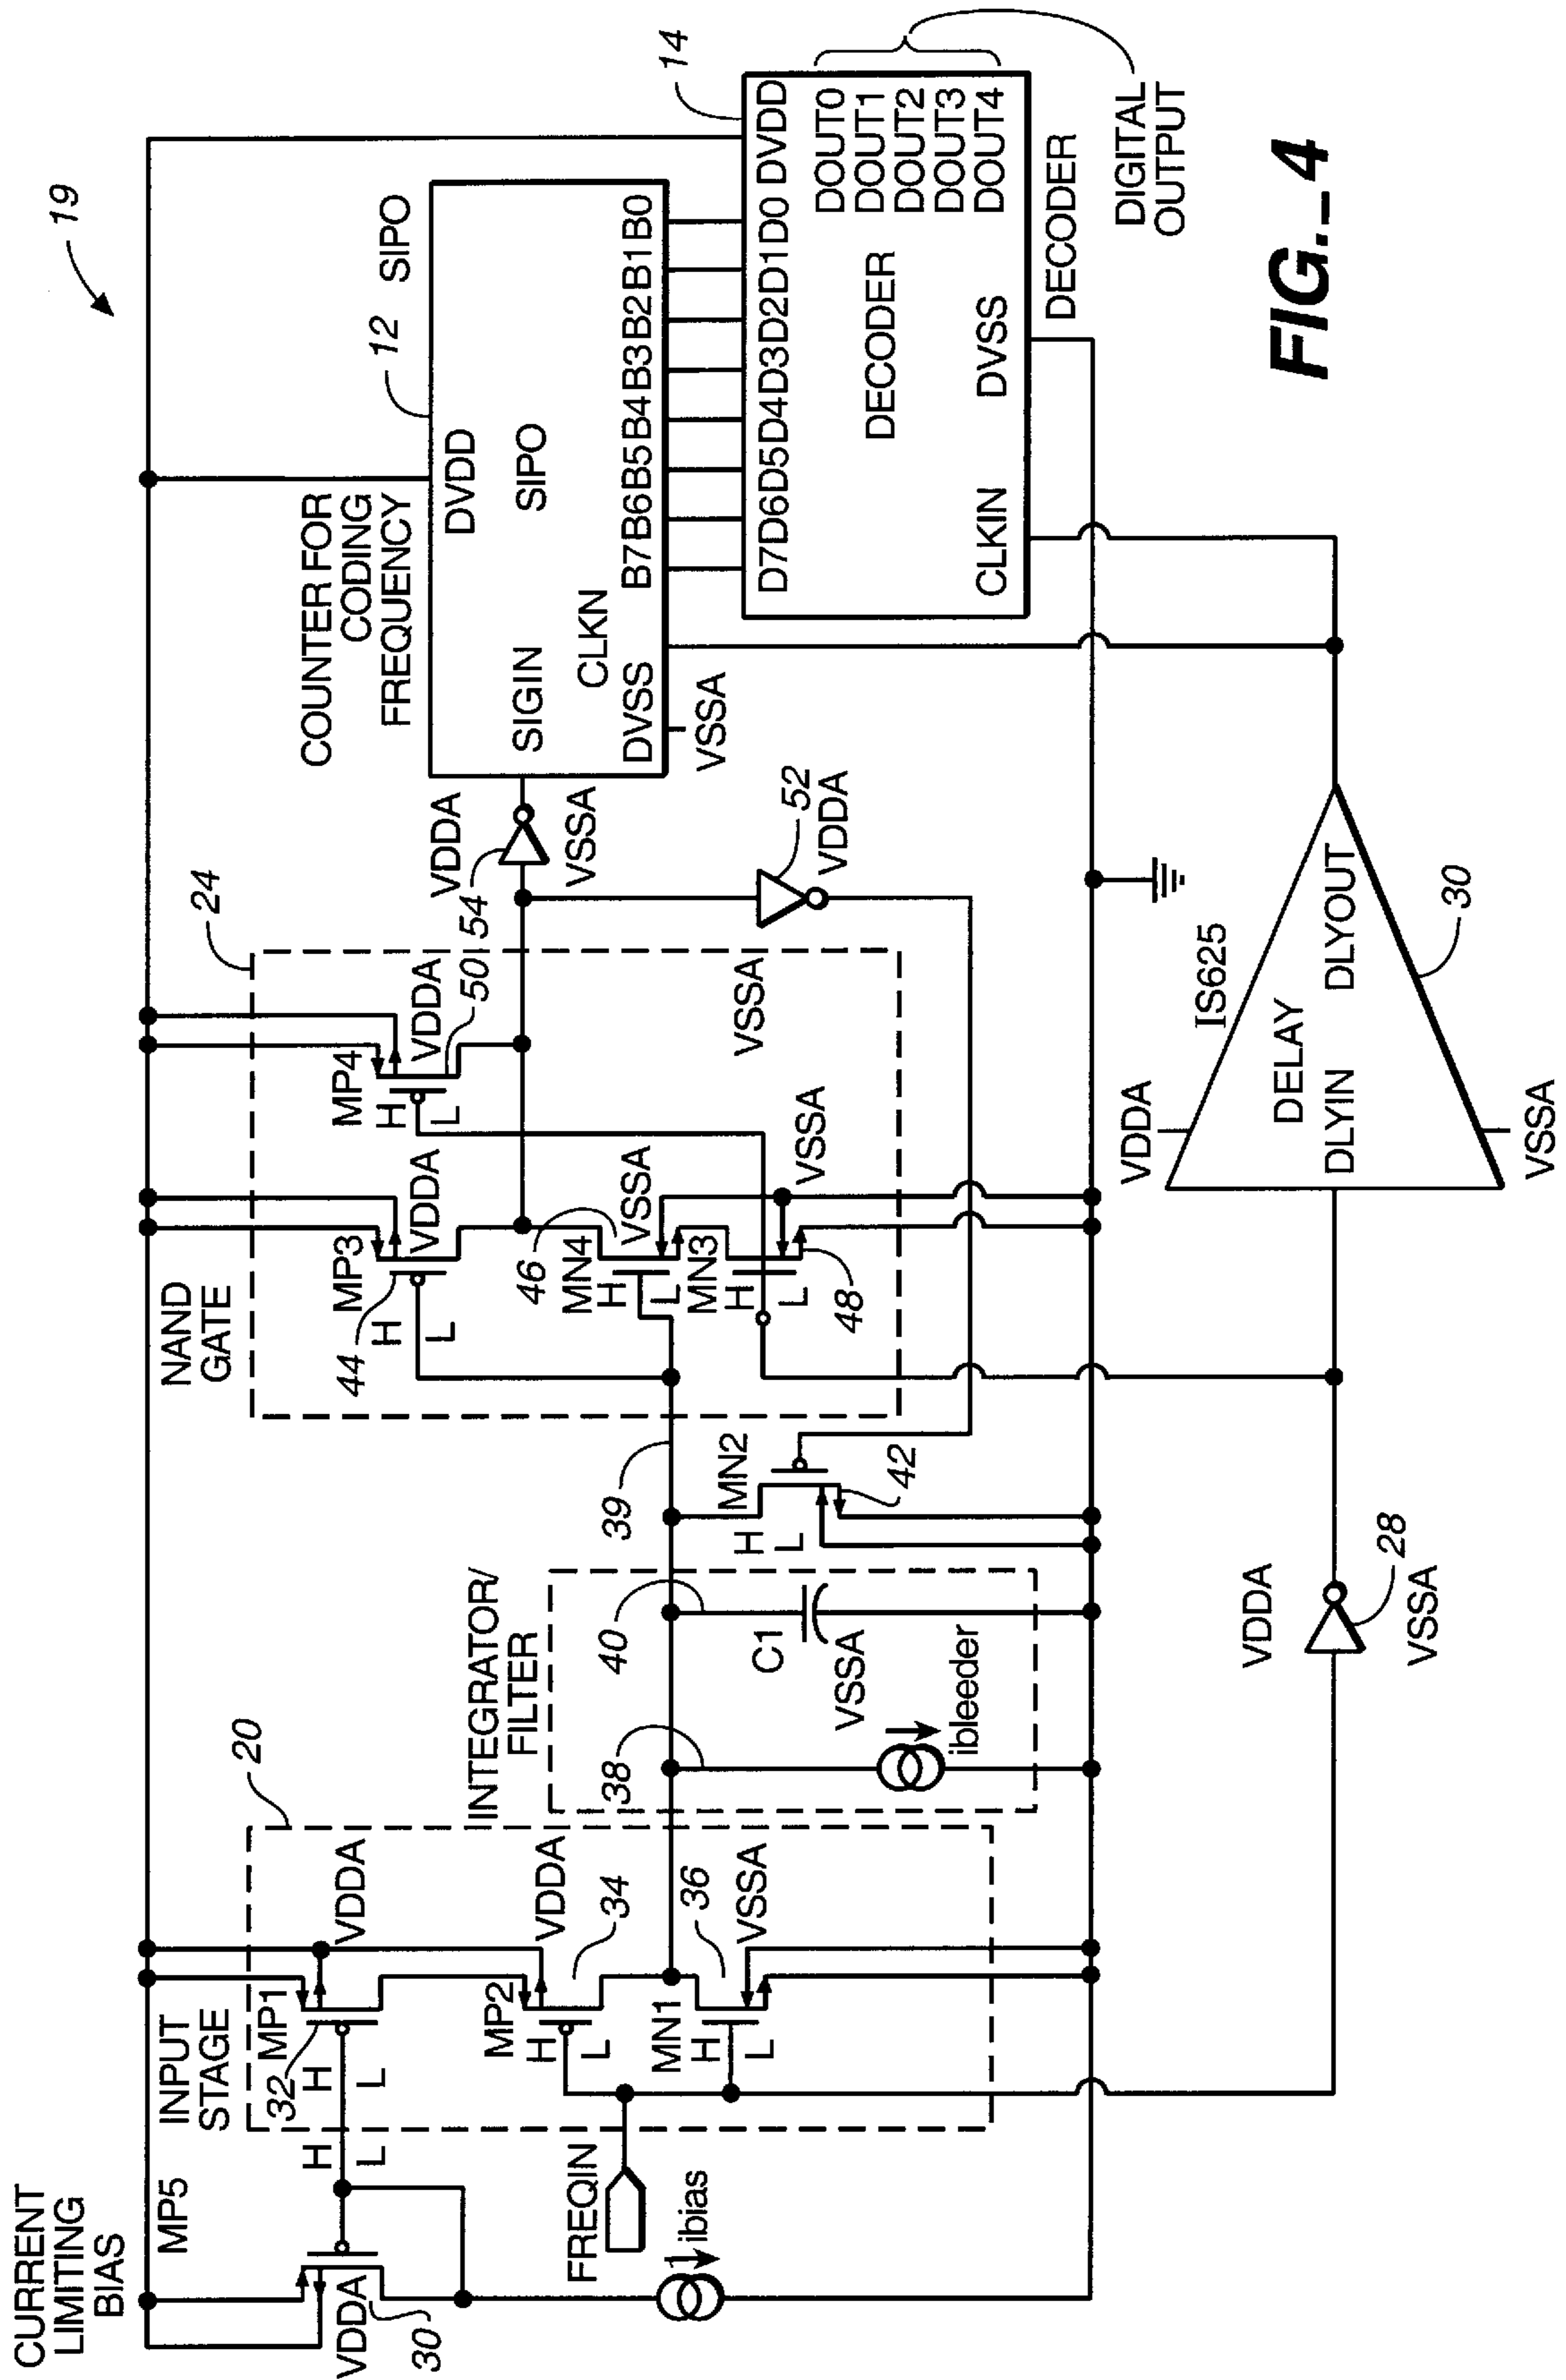 19
CURRENT
LIMITING
BIAS
MP5
VDDA
30
ibias
FREQIN
H
L
INPUT
STAGE
20
MP1
32
H
L
VDDA
MP2
H
L
VDDA
34
MN1
H
L
36
VSSA
INTEGRATOR/
FILTER
38
ibleeder
40
C1
VSSA
39
MN2
H
L
42
NAND
GATE
24
MP3
44
H
L
VDDA
MP4
H
L
VDDA
50
46
MN4
H
L
VSSA
MN3
H
L
48
VSSA
VSSA
54
VDDA
VSSA
52
VDDA
COUNTER FOR
CODING
FREQUENCY
12
SIPO
DVDD
SIPO
SIGIN
CLKN
DVSS
B7 B6 B5 B4 B3 B2 B1 B0
VSSA
14
D7 D6 D5 D4 D3 D2 D1 D0 DVDD
DOUT0
DOUT1
DOUT2
DOUT3
DOUT4
DECODER
CLKIN
DVSS
DECODER
DIGITAL
OUTPUT
VDDA
28
VSSA
VDDA
IS625
DELAY
DLYIN
DLYOUT
30
VSSA
FIG._4